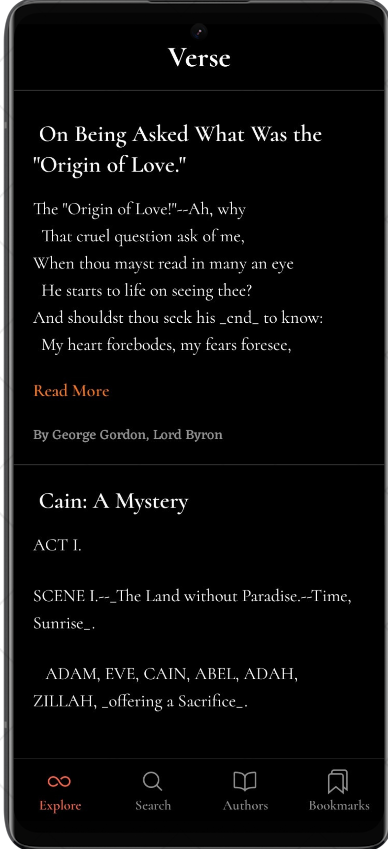 Verse
On Being Asked What Was the
"Origin of Love."
The "Origin of Love!"--Ah, why
That cruel question ask of me,
When thou mayst read in many an eye
He starts to life on seeing thee?
And shouldst thou seek his _end_ to know:
My heart forebodes, my fears foresee,
Read More
By George Gordon, Lord Byron
Cain: A Mystery
ACT I.
SCENE I.--_The Land without Paradise.--Time,
Sunrise_.
ADAM, EVE, CAIN, ABEL, ADAH,
ZILLAH, _offering a Sacrifice_.
Explore Search Authors Bookmarks